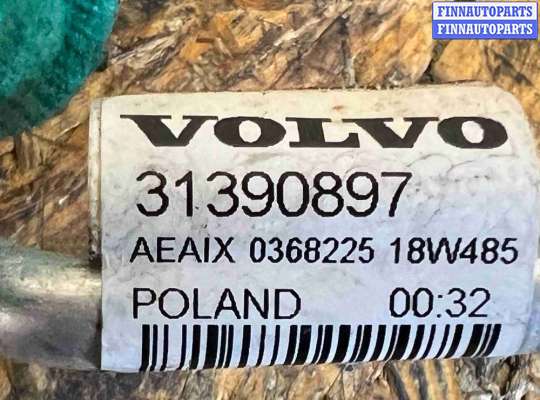 FINNAUTOPARTS
FINNAUTOPARTS
VOLVO
31390897
AEAIX 0368225 18W485
POLAND 00:32